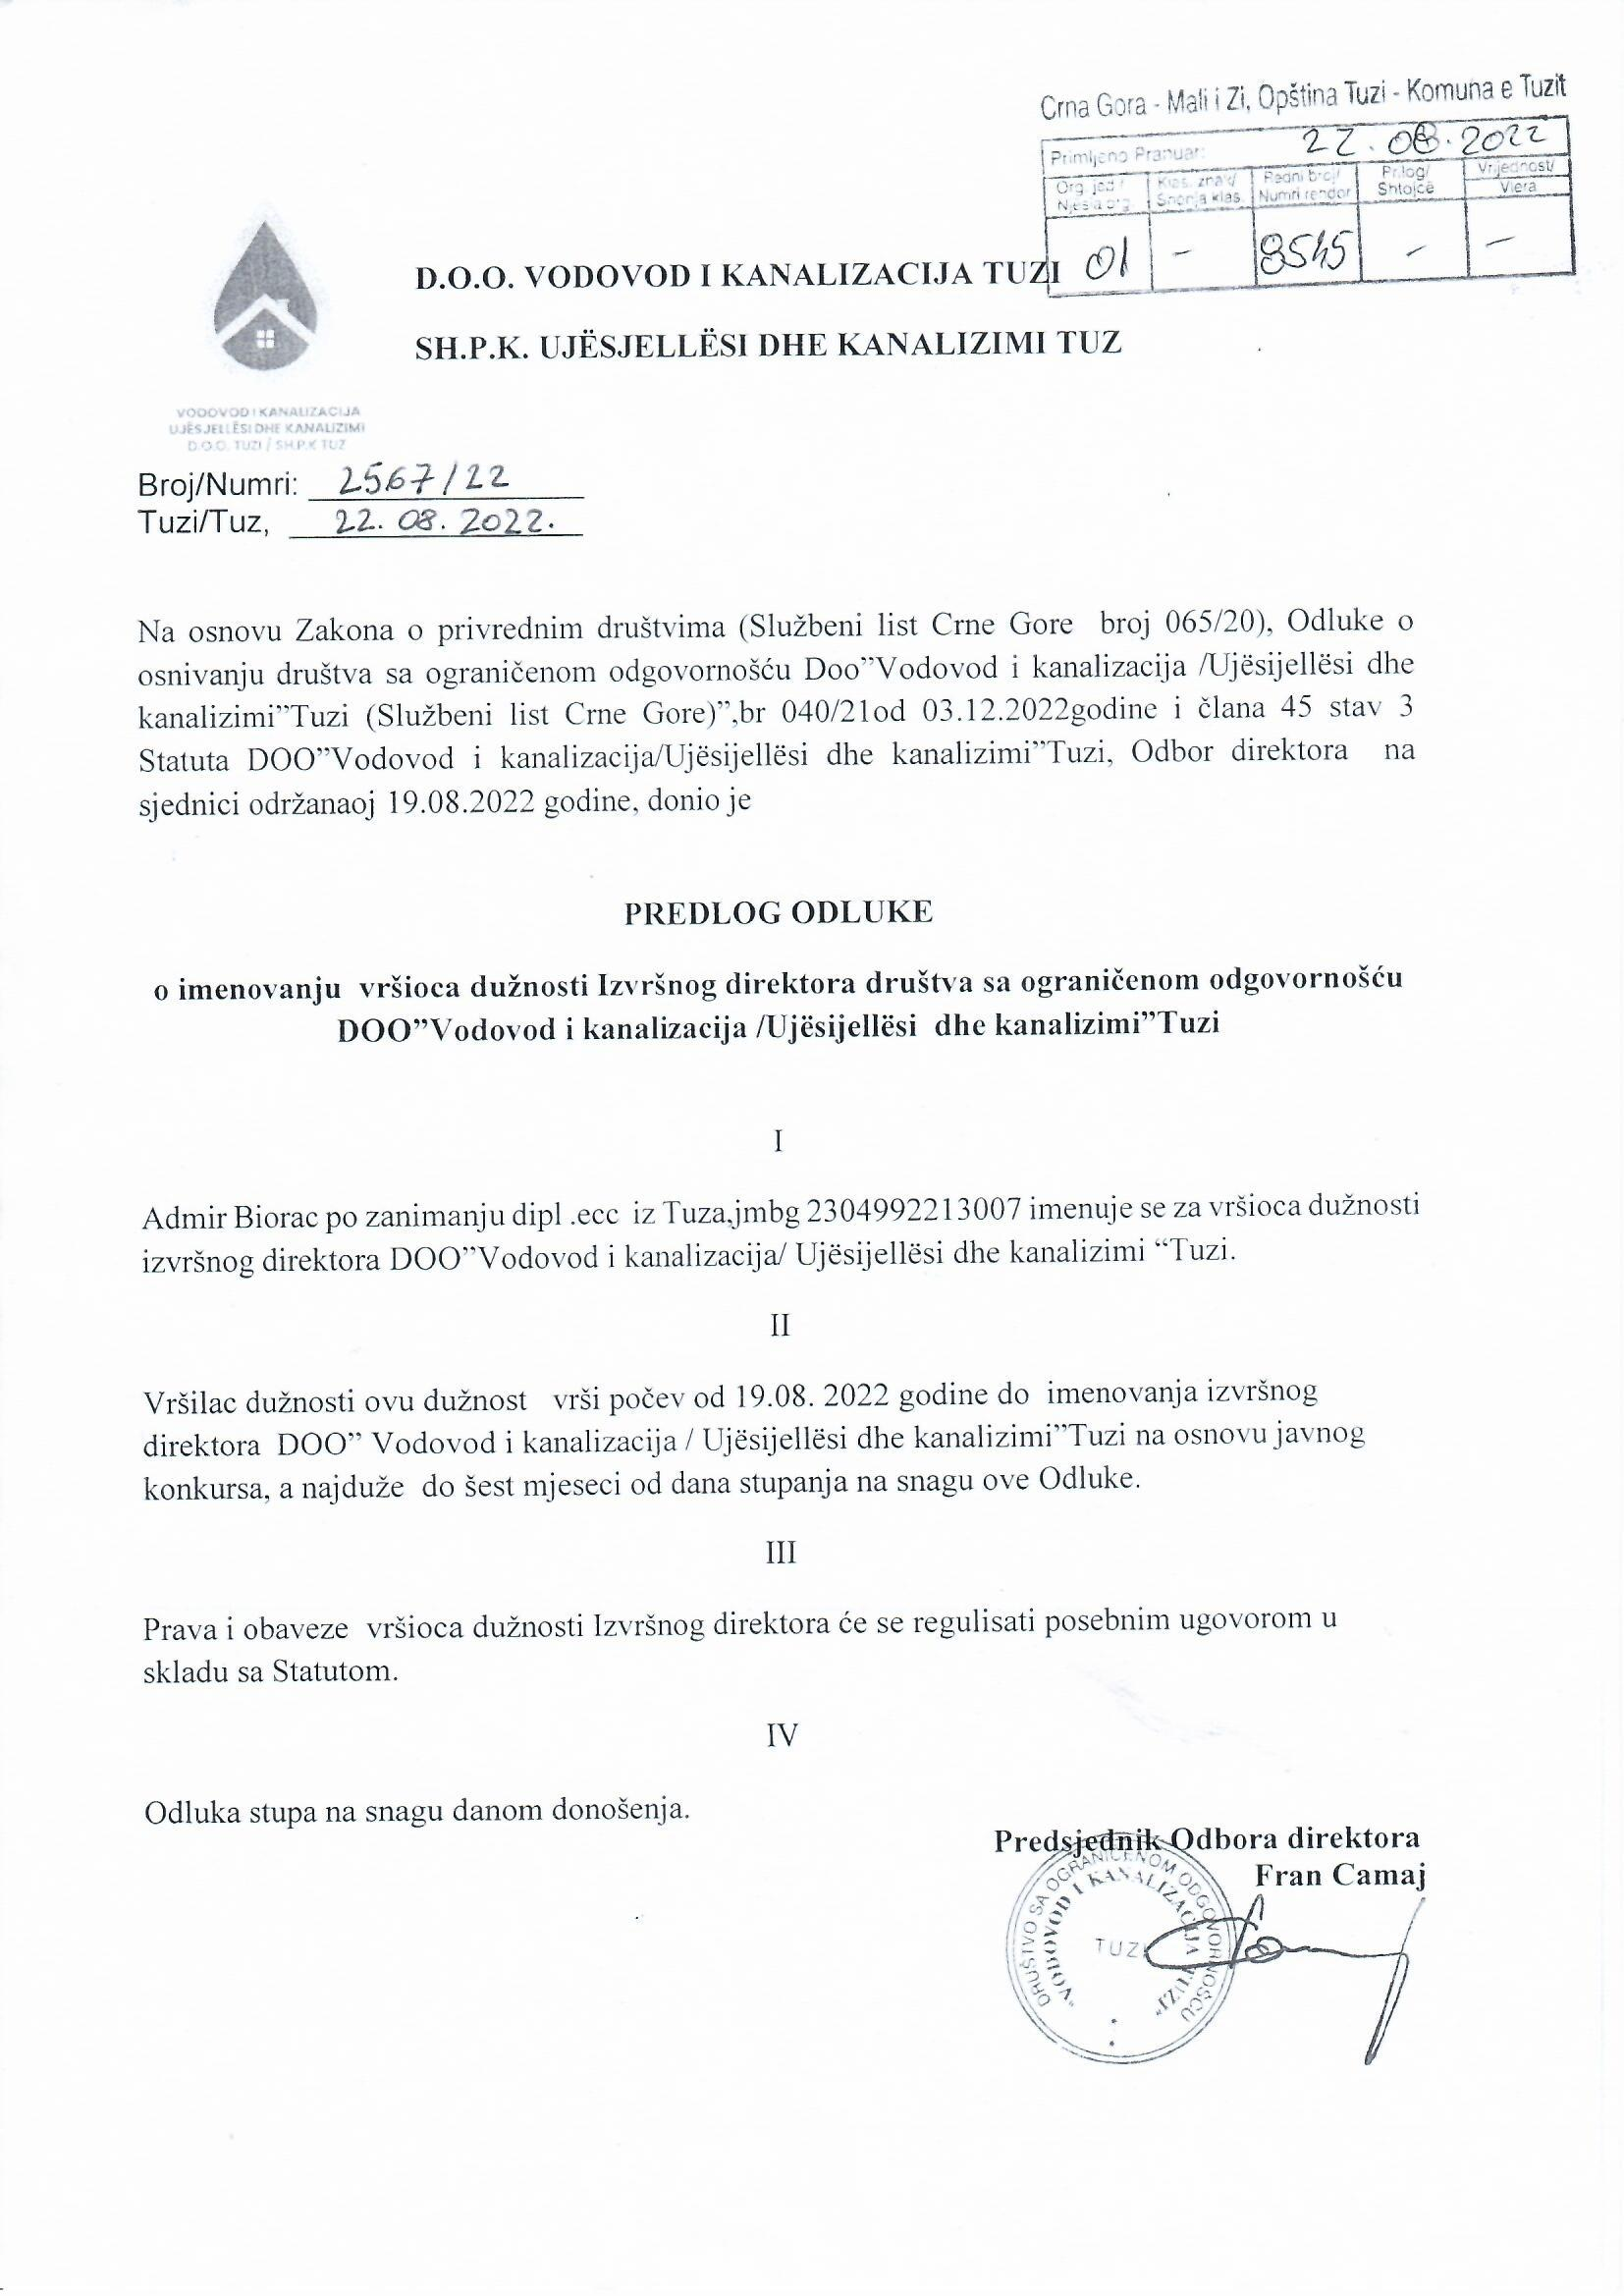 Crna Gora - Mali i Zi, Opština Tuzi - Komuna e Tuzit
Primljeno Pranuar: 22.08.2022
Org. jed./ Njesia org. Klas. znak/ Shenja klas. Redni broj/ Numri rendor Prilog/ Shtojcë Vrijednost/ Vlera
01 - 8545 - -
D.O.O. VODOVOD I KANALIZACIJA TUZI
SH.P.K. UJËSJELLËSI DHE KANALIZIMI TUZ
VODOVOD I KANALIZACIJA
UJËSJELLËSI DHE KANALIZIMI
D.O.O. TUZI / SH.P.K TUZ
Broj/Numri: 2567/22
Tuzi/Tuz, 22. 08. 2022.
Na osnovu Zakona o privrednim društvima (Službeni list Crne Gore broj 065/20), Odluke o
osnivanju društva sa ograničenom odgovornošću Doo”Vodovod i kanalizacija /Ujësijellësi dhe
kanalizimi”Tuzi (Službeni list Crne Gore)”,br 040/21od 03.12.2022godine i člana 45 stav 3
Statuta DOO”Vodovod i kanalizacija/Ujësijellësi dhe kanalizimi”Tuzi, Odbor direktora na
sjednici održanaoj 19.08.2022 godine, donio je
PREDLOG ODLUKE
o imenovanju vršioca dužnosti Izvršnog direktora društva sa ograničenom odgovornošću
DOO”Vodovod i kanalizacija /Ujësijellësi dhe kanalizimi”Tuzi
I
Admir Biorac po zanimanju dipl .ecc iz Tuza,jmbg 2304992213007 imenuje se za vršioca dužnosti
izvršnog direktora DOO”Vodovod i kanalizacija/ Ujësijellësi dhe kanalizimi “Tuzi.
II
Vršilac dužnosti ovu dužnost vrši počev od 19.08. 2022 godine do imenovanja izvršnog
direktora DOO” Vodovod i kanalizacija / Ujësijellësi dhe kanalizimi”Tuzi na osnovu javnog
konkursa, a najduže do šest mjeseci od dana stupanja na snagu ove Odluke.
III
Prava i obaveze vršioca dužnosti Izvršnog direktora će se regulisati posebnim ugovorom u
skladu sa Statutom.
IV
Odluka stupa na snagu danom donošenja.
Predsjednik Odbora direktora
Fran Camaj
DRUŠTVO SA OGRANIČENOM ODGOVORNOŠĆU
"VODOVOD I KANALIZACIJA TUZI"
TUZI